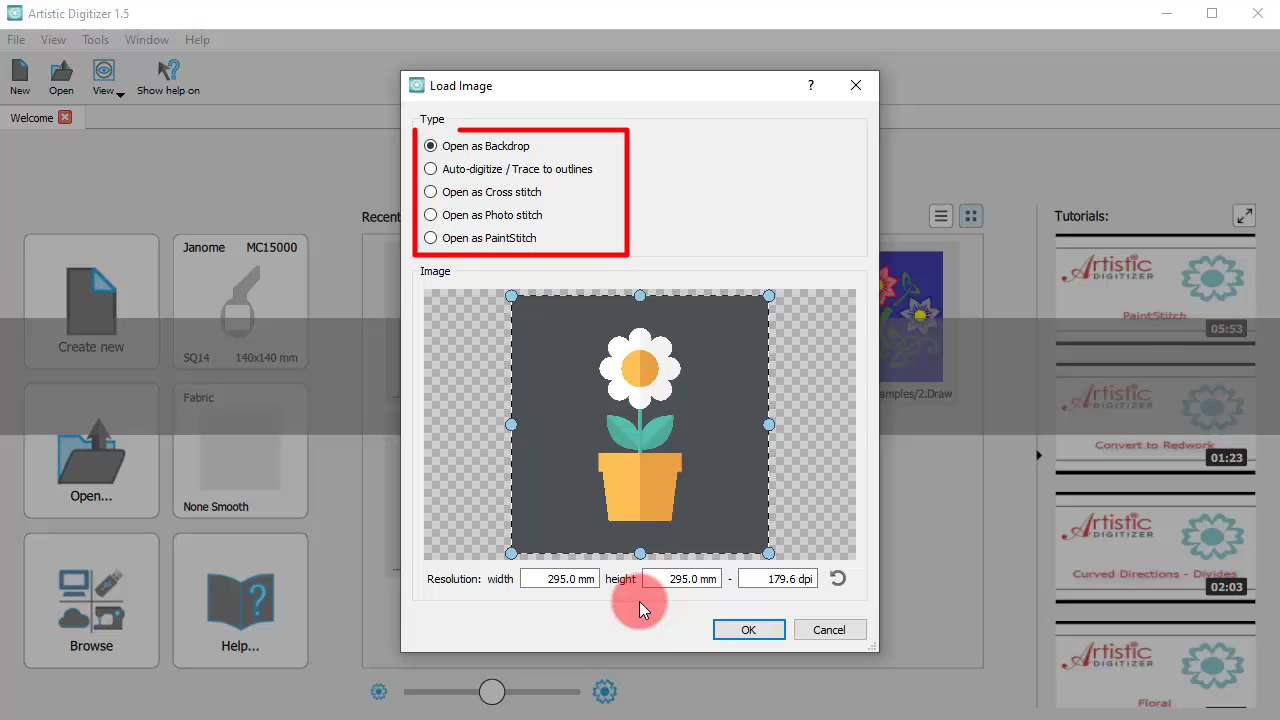 Artistic Digitizer 1.5
File View Tools Window Help
New Open View Show help on
Welcome
Load Image
?
Type
Open as Backdrop
Auto-digitize / Trace to outlines
Open as Cross stitch
Open as Photo stitch
Open as PaintStitch
Image
Resolution: width 295.0 mm height 295.0 mm - 179.6 dpi
OK Cancel
Create new
Janome MC15000
SQ14 140x140 mm
Open...
Fabric
None Smooth
Browse
Help...
Recent
amples/2.Draw
Tutorials:
Artistic
DIGITIZER
PaintStitch
05:53
Artistic
DIGITIZER
Convert to Redwork
01:23
Artistic
DIGITIZER
Curved Directions - Divides
02:03
Artistic
DIGITIZER
Floral